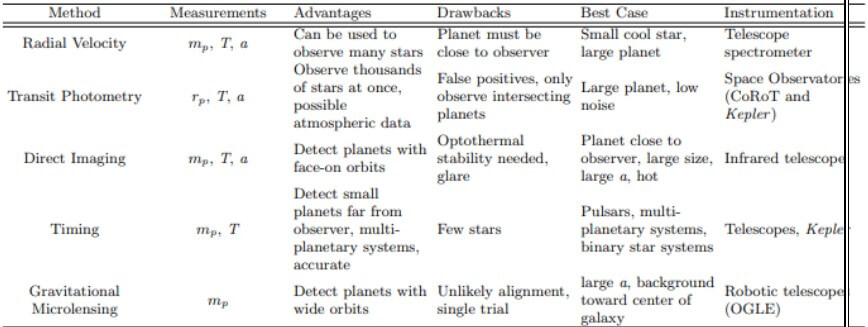 Method Measurements Advantages Drawbacks Best Case Instrumentation
Radial Velocity
m_p, T, a
Can be used to
observe many stars
Planet must be
close to observer
Small cool star,
large planet
Telescope
spectrometer
Transit Photometry
r_p, T, a
Observe thousands
of stars at once,
possible
atmospheric data
False positives, only
observe intersecting
planets
Large planet, low
noise
Space Observatories
(CoRoT and
Kepler)
Direct Imaging
m_p, T, a
Detect planets with
face-on orbits
Optothermal
stability needed,
glare
Planet close to
observer, large size,
large a, hot
Infrared telescope
Timing
m_p, T
Detect small
planets far from
observer, multi-
planetary systems,
accurate
Few stars
Pulsars, multi-
planetary systems,
binary star systems
Telescopes, Kepler
Gravitational
Microlensing
m_p
Detect planets with
wide orbits
Unlikely alignment,
single trial
large a, background
toward center of
galaxy
Robotic telescope
(OGLE)